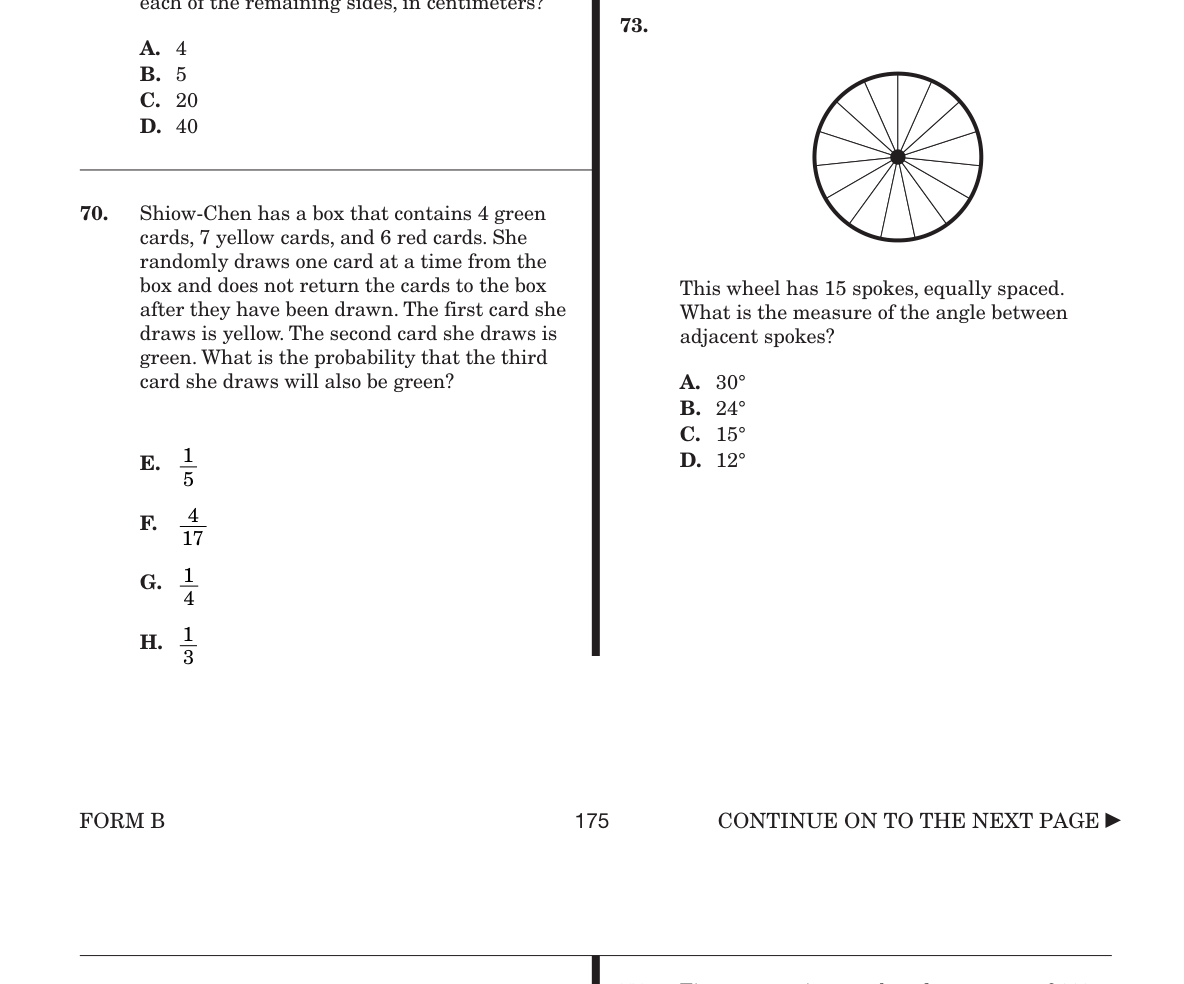 each of the remaining sides, in centimeters?
A. 4
B. 5
C. 20
D. 40
70. Shiow-Chen has a box that contains 4 green
cards, 7 yellow cards, and 6 red cards. She
randomly draws one card at a time from the
box and does not return the cards to the box
after they have been drawn. The first card she
draws is yellow. The second card she draws is
green. What is the probability that the third
card she draws will also be green?
E. 1/5
F. 4/17
G. 1/4
H. 1/3
73.
This wheel has 15 spokes, equally spaced.
What is the measure of the angle between
adjacent spokes?
A. 30°
B. 24°
C. 15°
D. 12°
FORM B 175 CONTINUE ON TO THE NEXT PAGE ►